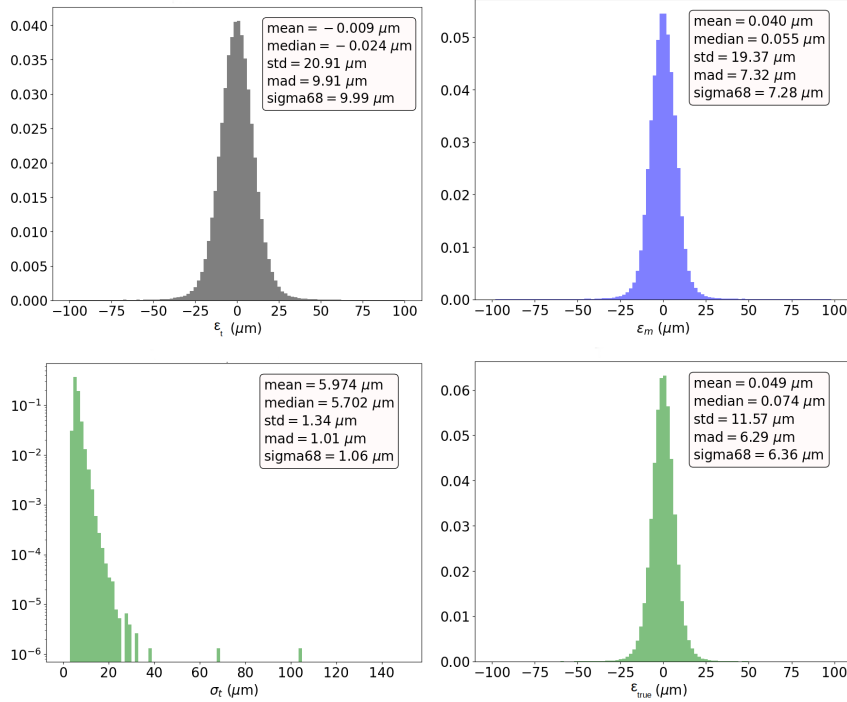 0.040
0.035
0.030
0.025
0.020
0.015
0.010
0.005
0.000
−100 −75 −50 −25 0 25 50 75 100
εt (μm)
mean = − 0.009 μm
median = − 0.024 μm
std = 20.91 μm
mad = 9.91 μm
sigma68 = 9.99 μm
0.05
0.04
0.03
0.02
0.01
0.00
−100 −75 −50 −25 0 25 50 75 100
εm (μm)
mean = 0.040 μm
median = 0.055 μm
std = 19.37 μm
mad = 7.32 μm
sigma68 = 7.28 μm
10−1
10−2
10−3
10−4
10−5
10−6
0 20 40 60 80 100 120 140
σt (μm)
mean = 5.974 μm
median = 5.702 μm
std = 1.34 μm
mad = 1.01 μm
sigma68 = 1.06 μm
0.06
0.05
0.04
0.03
0.02
0.01
0.00
−100 −75 −50 −25 0 25 50 75 100
εtrue (μm)
mean = 0.049 μm
median = 0.074 μm
std = 11.57 μm
mad = 6.29 μm
sigma68 = 6.36 μm